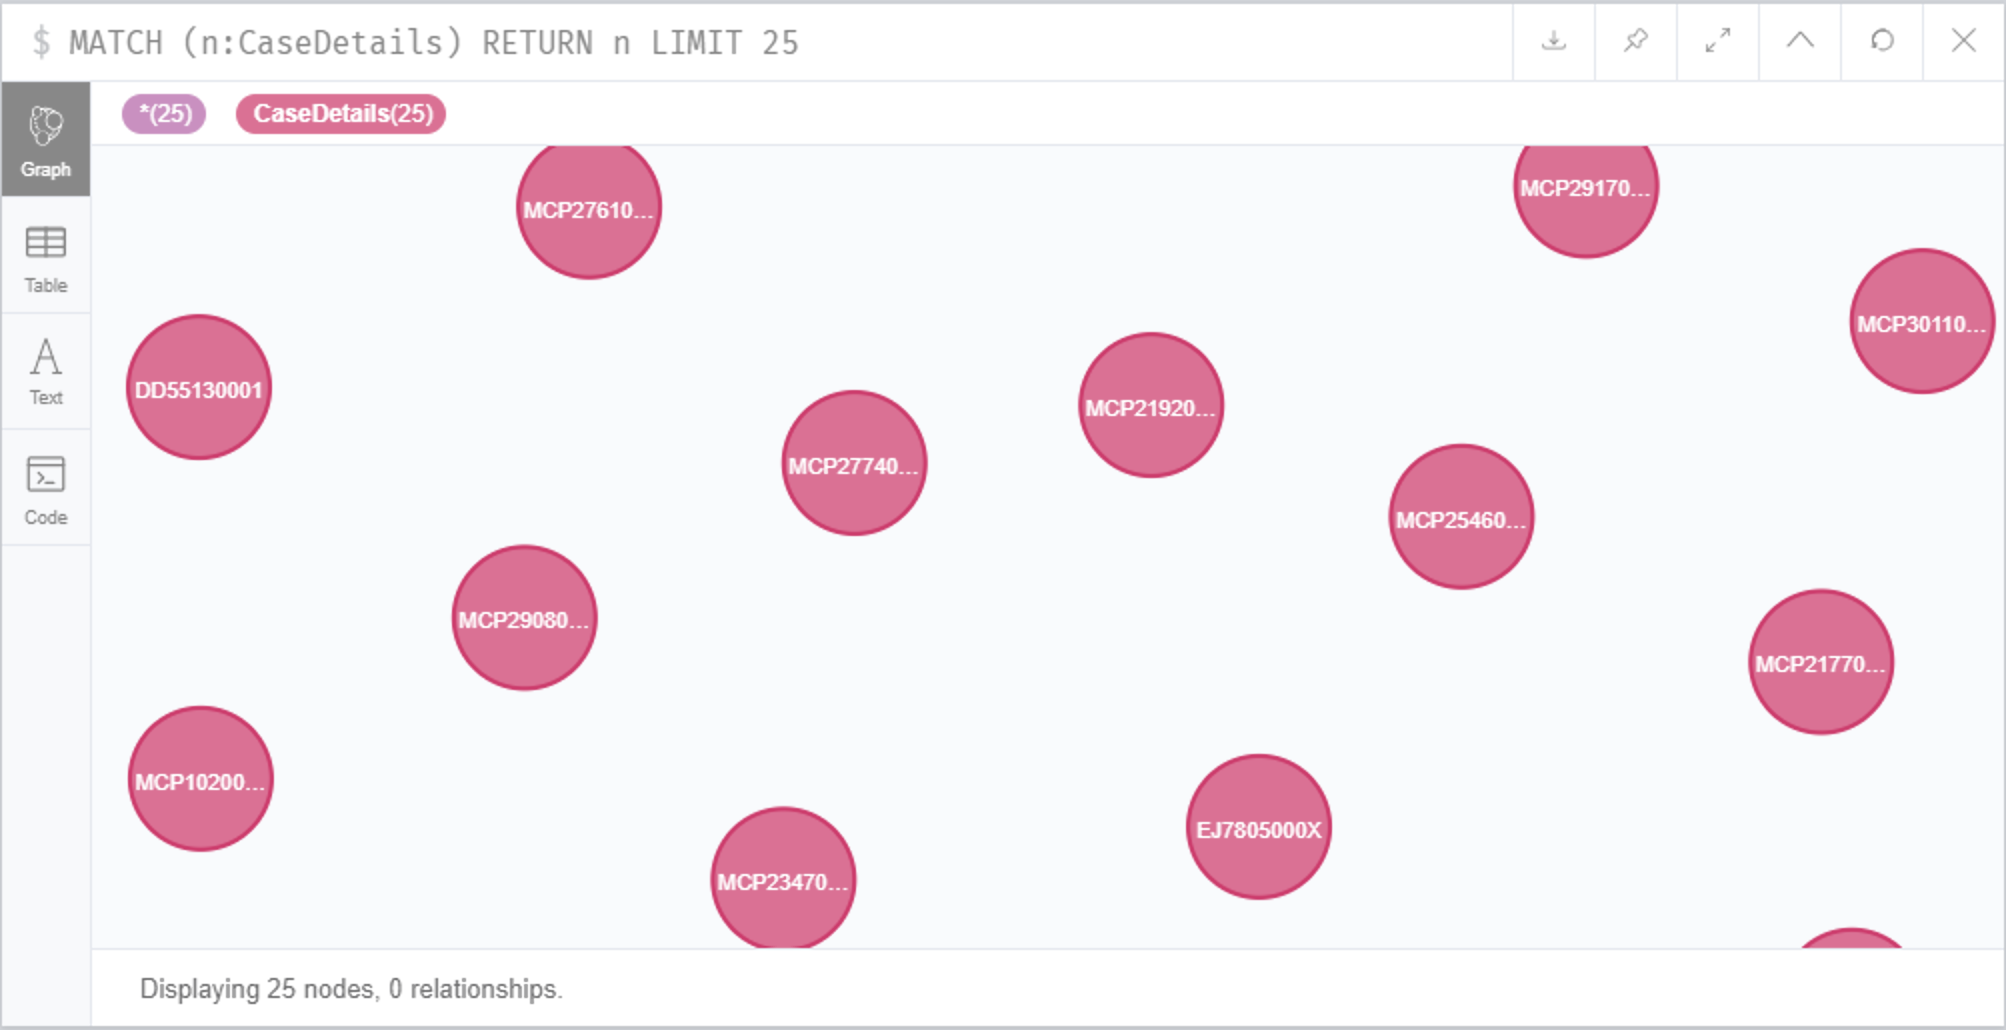 $ MATCH (n:CaseDetails) RETURN n LIMIT 25
*(25) CaseDetails(25)
Graph
Table
Text
Code
MCP27610...
MCP29170...
MCP30110...
DD55130001
MCP21920...
MCP27740...
MCP25460...
MCP29080...
MCP21770...
MCP10200...
EJ7805000X
MCP23470...
Displaying 25 nodes, 0 relationships.